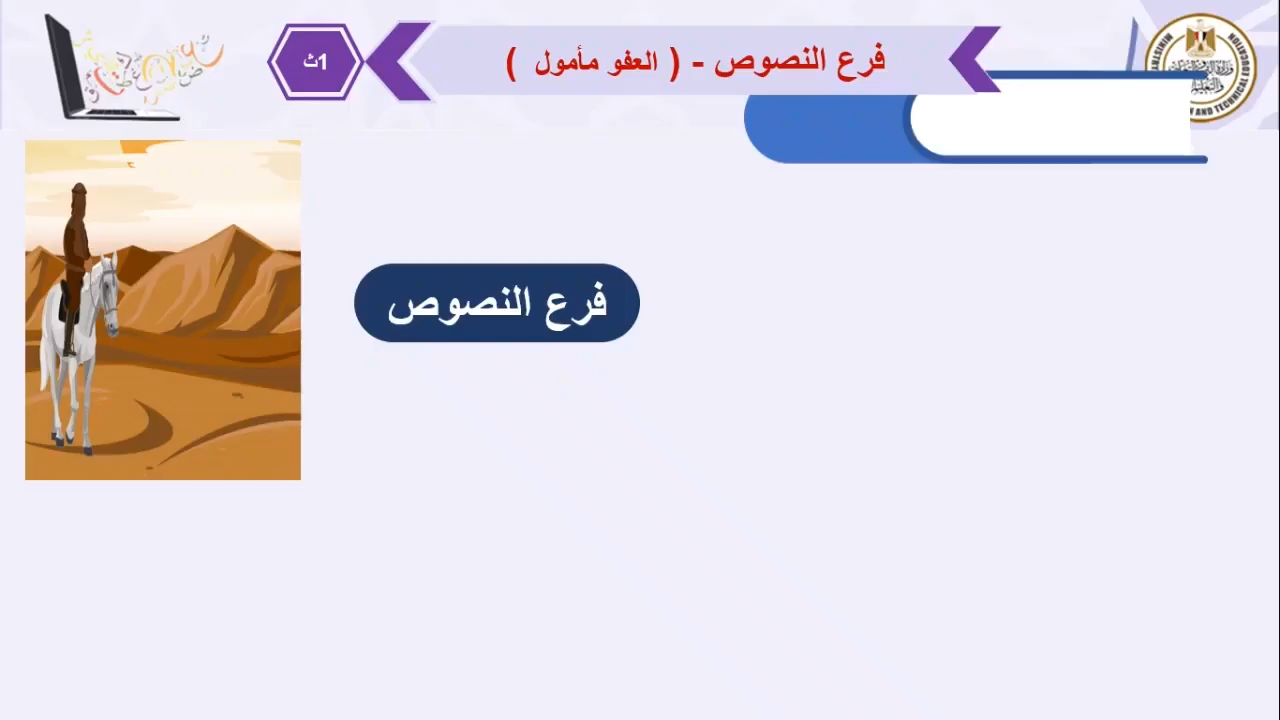 فرع النصوص - ( العفو مأمول )
1ث
فرع النصوص